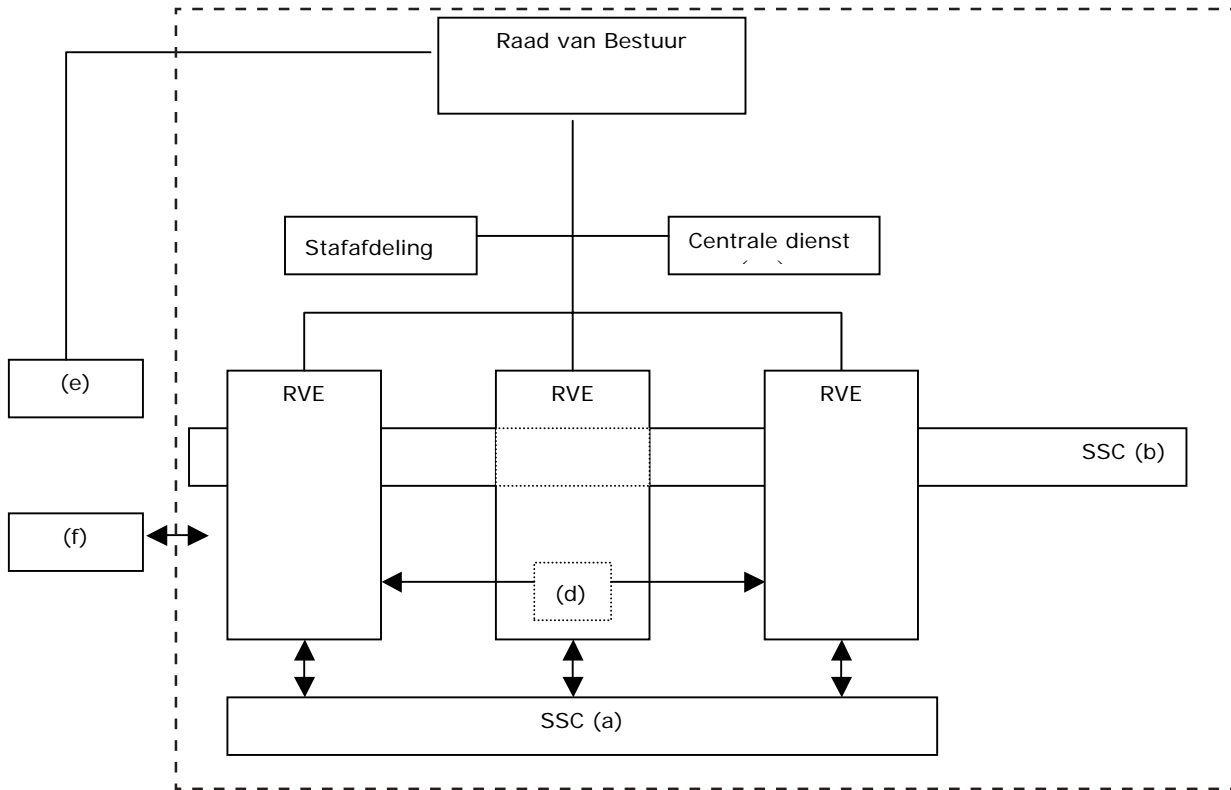 Raad van Bestuur
Stafafdeling
Centrale dienst
(e)
RVE
RVE
RVE
SSC (b)
(f)
(d)
SSC (a)